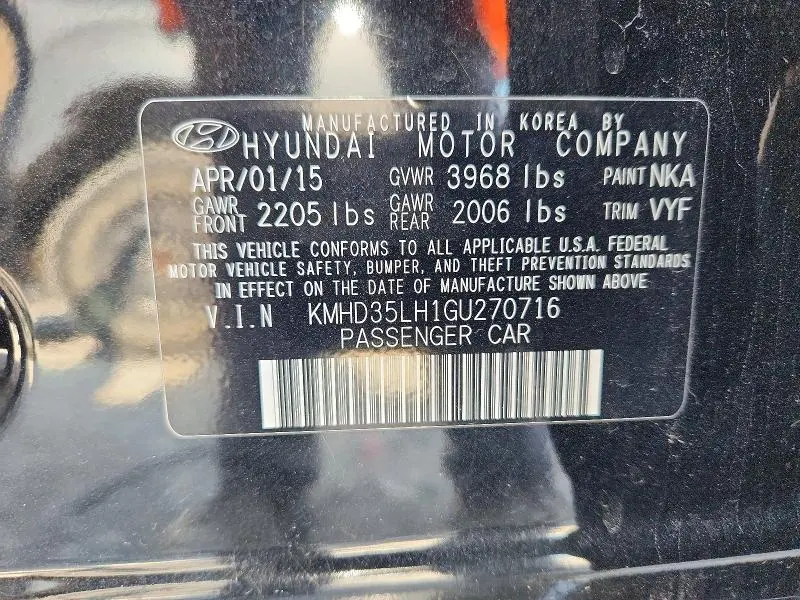 MANUFACTURED IN KOREA BY
HYUNDAI MOTOR COMPANY
APR/01/15 GVWR 3968 lbs PAINT NKA
GAWR FRONT 2205 lbs GAWR REAR 2006 lbs TRIM VYF
THIS VEHICLE CONFORMS TO ALL APPLICABLE U.S.A. FEDERAL
MOTOR VEHICLE SAFETY, BUMPER, AND THEFT PREVENTION STANDARDS
IN EFFECT ON THE DATE OF MANUFACTURE SHOWN ABOVE
V.I.N KMHD35LH1GU270716
PASSENGER CAR